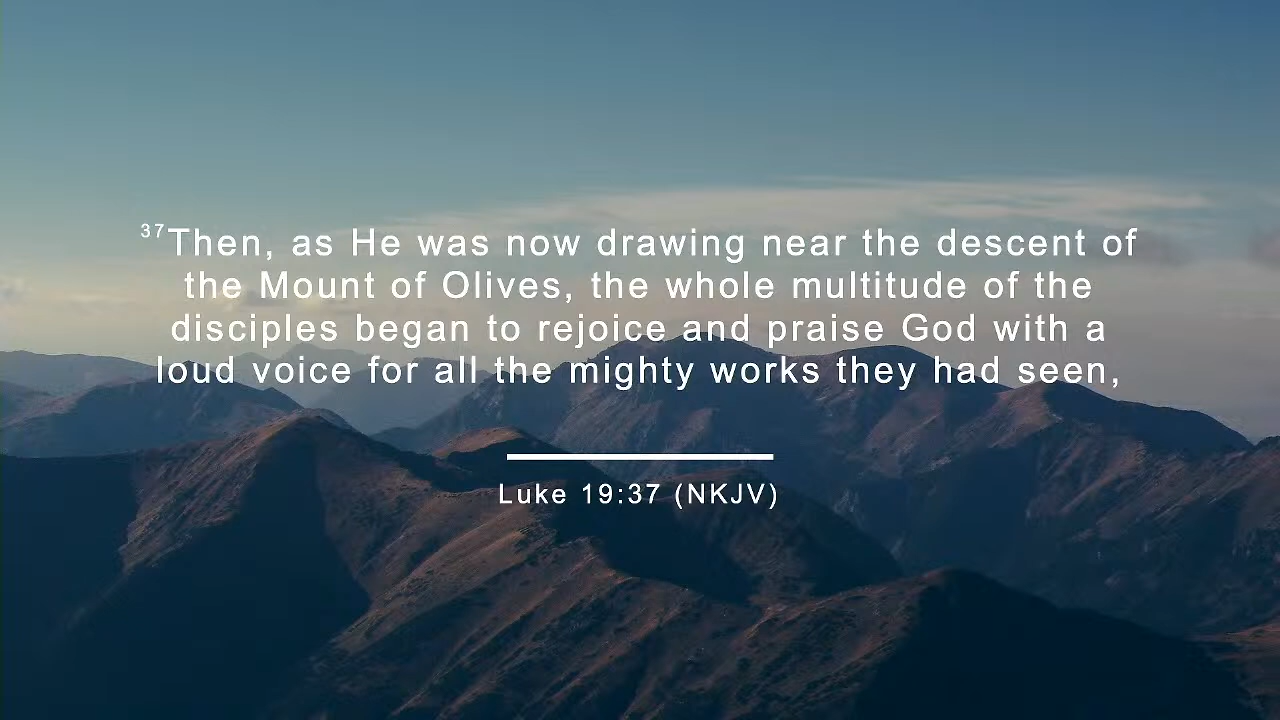 37Then, as He was now drawing near the descent of
the Mount of Olives, the whole multitude of the
disciples began to rejoice and praise God with a
loud voice for all the mighty works they had seen,
Luke 19:37 (NKJV)